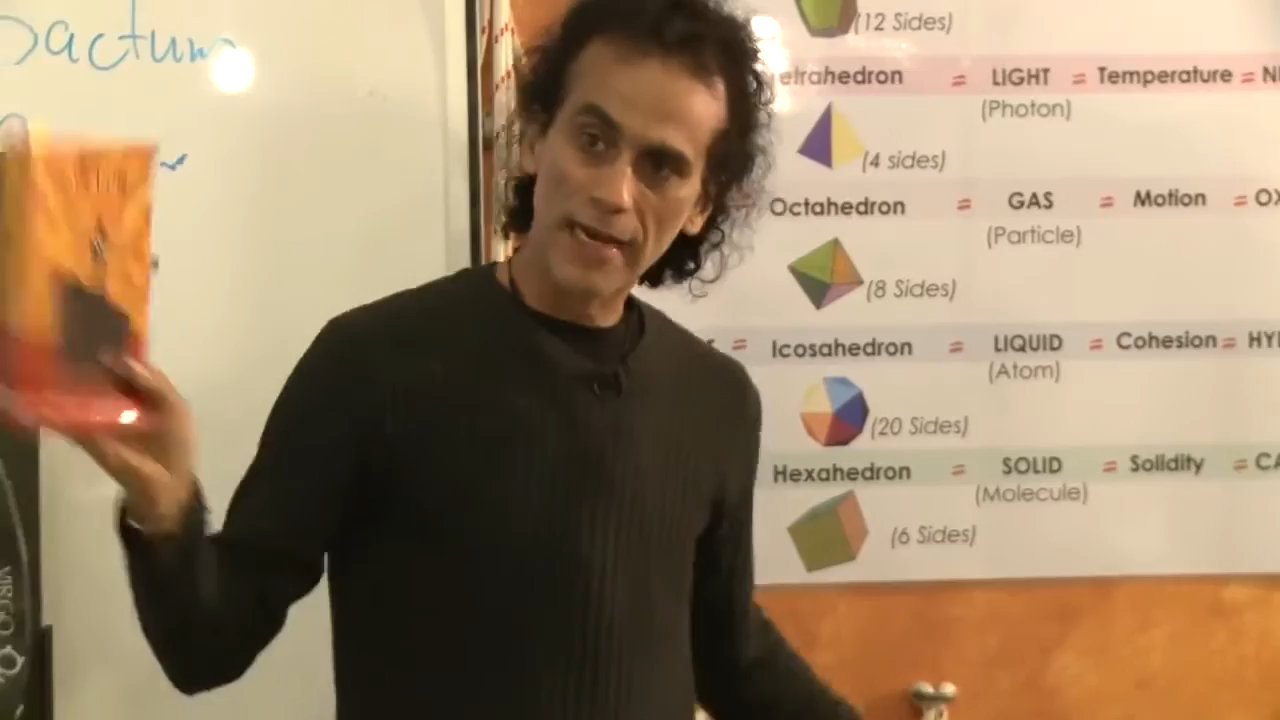 (12 Sides)
etrahedron = LIGHT = Temperature = NI
(Photon)
(4 sides)
Octahedron = GAS = Motion = OX
(Particle)
(8 Sides)
= Icosahedron = LIQUID = Cohesion = HY
(Atom)
(20 Sides)
Hexahedron = SOLID = Solidity = CA
(Molecule)
(6 Sides)